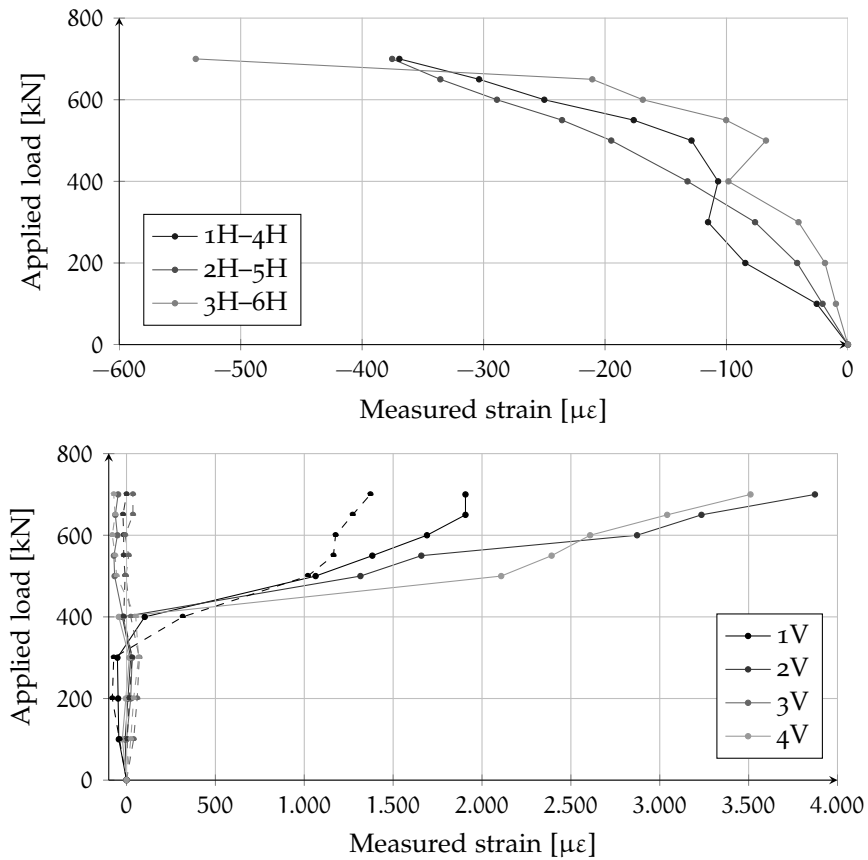 800
600
400
200
0
Applied load [kN]
1H–4H
2H–5H
3H–6H
−600 −500 −400 −300 −200 −100 0
Measured strain [με]
800
600
400
200
0
Applied load [kN]
1V
2V
3V
4V
0 500 1.000 1.500 2.000 2.500 3.000 3.500 4.000
Measured strain [με]